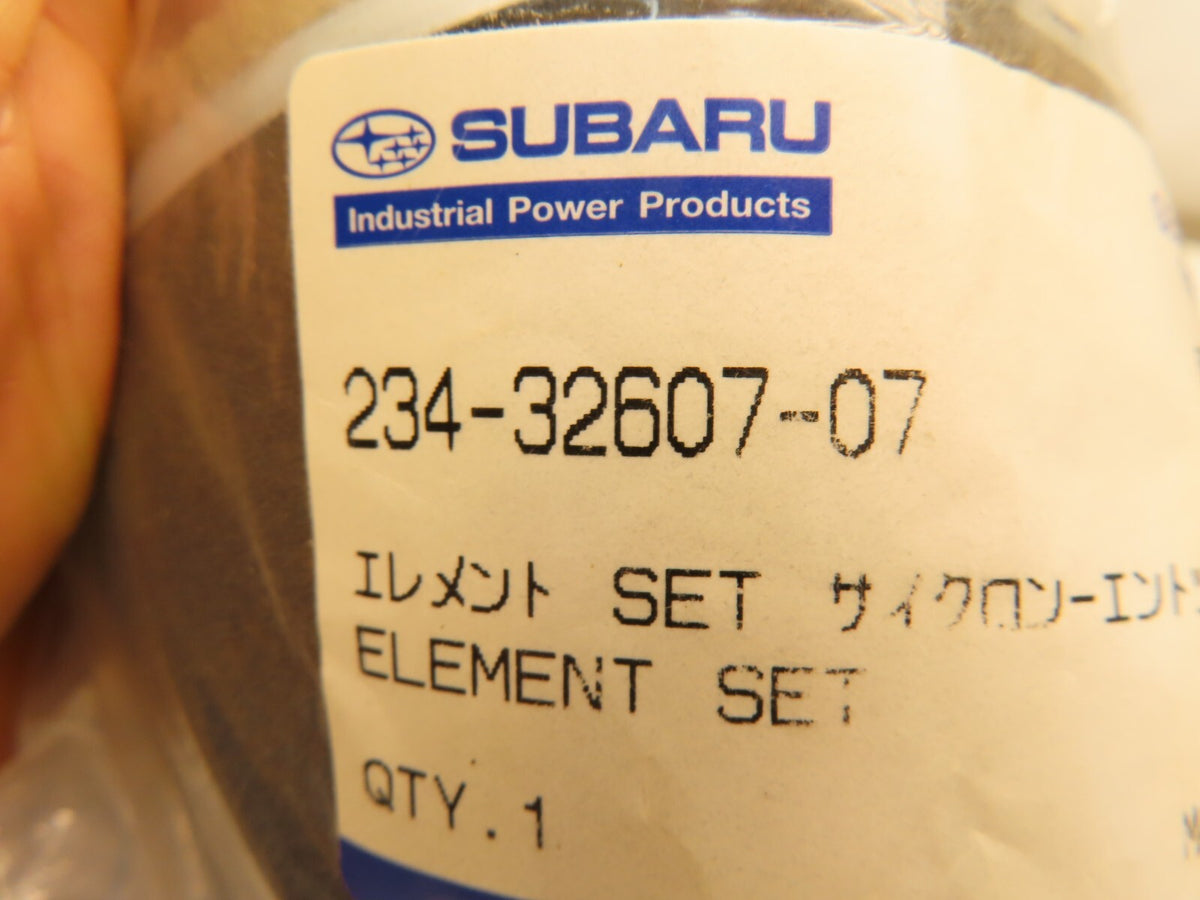 SUBARU
Industrial Power Products
234-32607-07
エレメント SET サイクロン-エント
ELEMENT SET
QTY.1